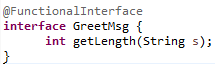 @FunctionalInterface
interface GreetMsg {
int getLength(String s);
}